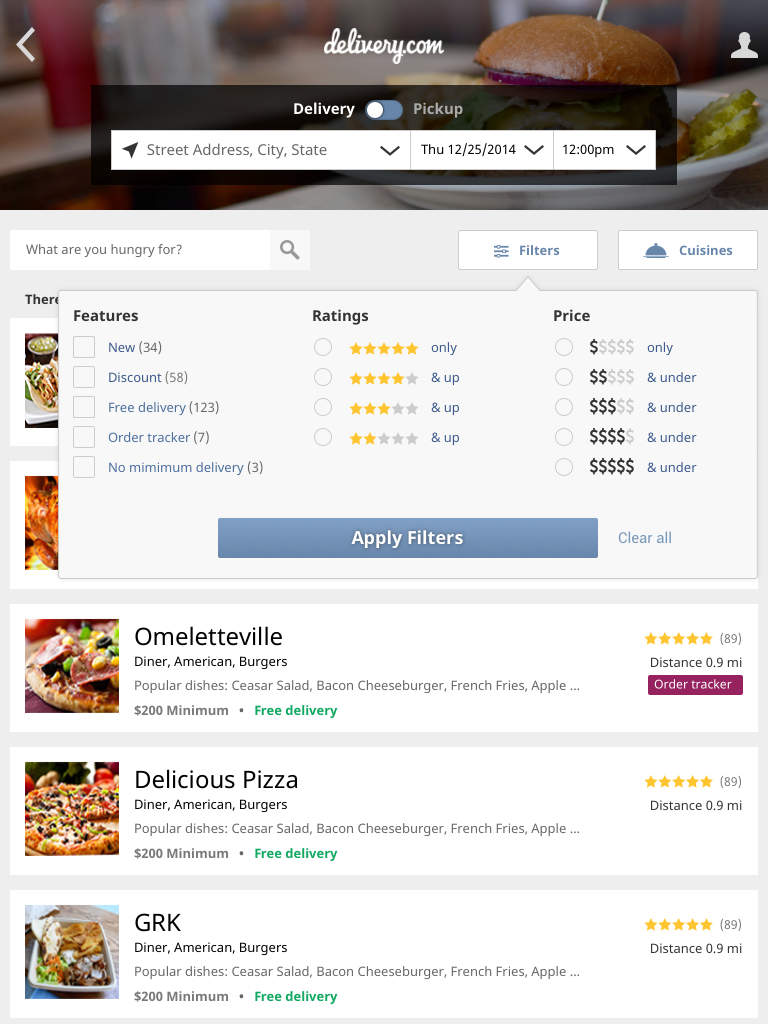 delivery.com
Delivery Pickup
Street Address, City, State Thu 12/25/2014 12:00pm
What are you hungry for? Filters Cuisines
There
Features Ratings Price
New (34) only $$$$$ only
Discount (58) & up $$$$$ & under
Free delivery (123) & up $$$$$ & under
Order tracker (7) & up $$$$$ & under
No mimimum delivery (3) $$$$$ & under
Apply Filters Clear all
Omeletteville
(89)
Diner, American, Burgers Distance 0.9 mi
Popular dishes: Ceasar Salad, Bacon Cheeseburger, French Fries, Apple ... Order tracker
$200 Minimum • Free delivery
Delicious Pizza (89)
Diner, American, Burgers Distance 0.9 mi
Popular dishes: Ceasar Salad, Bacon Cheeseburger, French Fries, Apple ...
$200 Minimum • Free delivery
GRK (89)
Diner, American, Burgers Distance 0.9 mi
Popular dishes: Ceasar Salad, Bacon Cheeseburger, French Fries, Apple ...
$200 Minimum • Free delivery